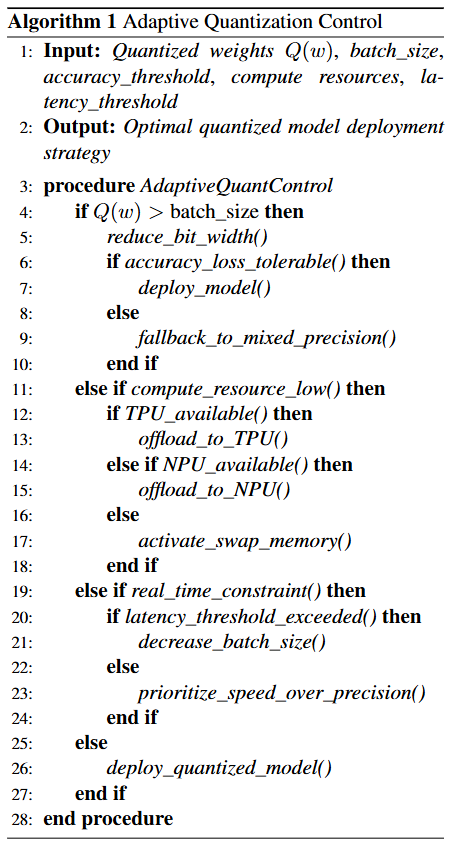 Algorithm 1 Adaptive Quantization Control
1: Input: Quantized weights Q(w), batch_size,
accuracy_threshold, compute resources, la-
tency_threshold
2: Output: Optimal quantized model deployment
strategy
3: procedure AdaptiveQuantControl
4: if Q(w) > batch_size then
5: reduce_bit_width()
6: if accuracy_loss_tolerable() then
7: deploy_model()
8: else
9: fallback_to_mixed_precision()
10: end if
11: else if compute_resource_low() then
12: if TPU_available() then
13: offload_to_TPU()
14: else if NPU_available() then
15: offload_to_NPU()
16: else
17: activate_swap_memory()
18: end if
19: else if real_time_constraint() then
20: if latency_threshold_exceeded() then
21: decrease_batch_size()
22: else
23: prioritize_speed_over_precision()
24: end if
25: else
26: deploy_quantized_model()
27: end if
28: end procedure